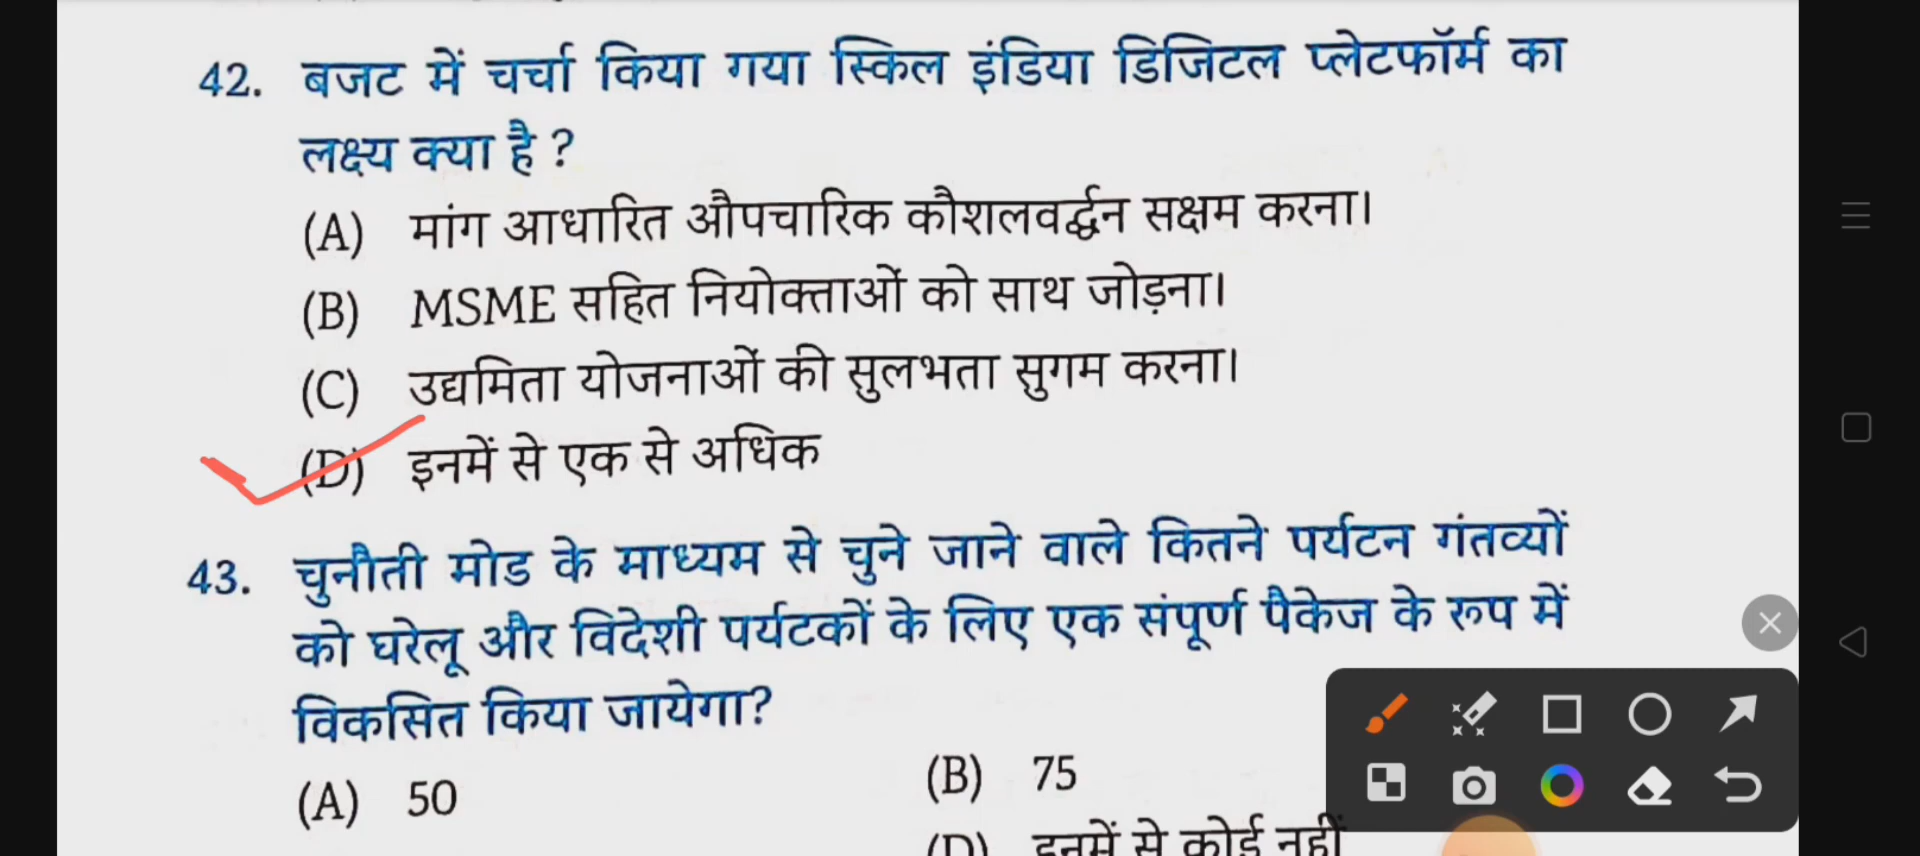 42. बजट में चर्चा किया गया स्किल इंडिया डिजिटल प्लेटफॉर्म का
लक्ष्य क्या है ?
(A) मांग आधारित औपचारिक कौशलवर्द्धन सक्षम करना।
(B) MSME सहित नियोक्ताओं को साथ जोड़ना।
(C) उद्यमिता योजनाओं की सुलभता सुगम करना।
(D) इनमें से एक से अधिक
43. चुनौती मोड के माध्यम से चुने जाने वाले कितने पर्यटन गंतव्यों
को घरेलू और विदेशी पर्यटकों के लिए एक संपूर्ण पैकेज के रूप में
विकसित किया जायेगा?
(A) 50 (B) 75
(D) इनमें से कोई नहीं